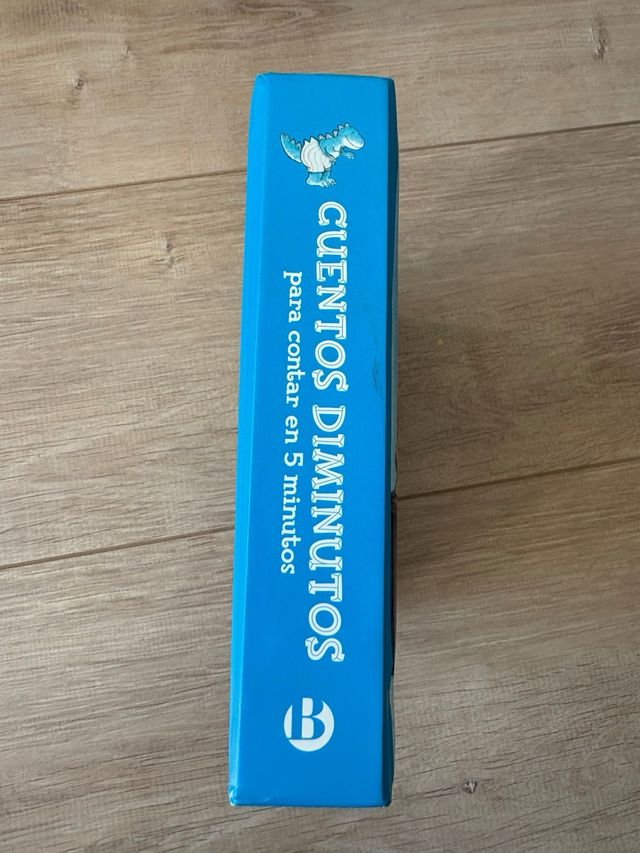 CUENTOS DIMINUTOS
para contar en 5 minutos
B